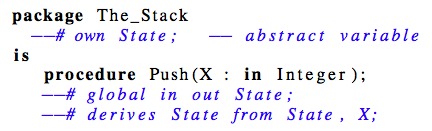 package The_Stack
--# own State; -- abstract variable
is
procedure Push(X : in Integer);
--# global in out State;
--# derives State from State, X;